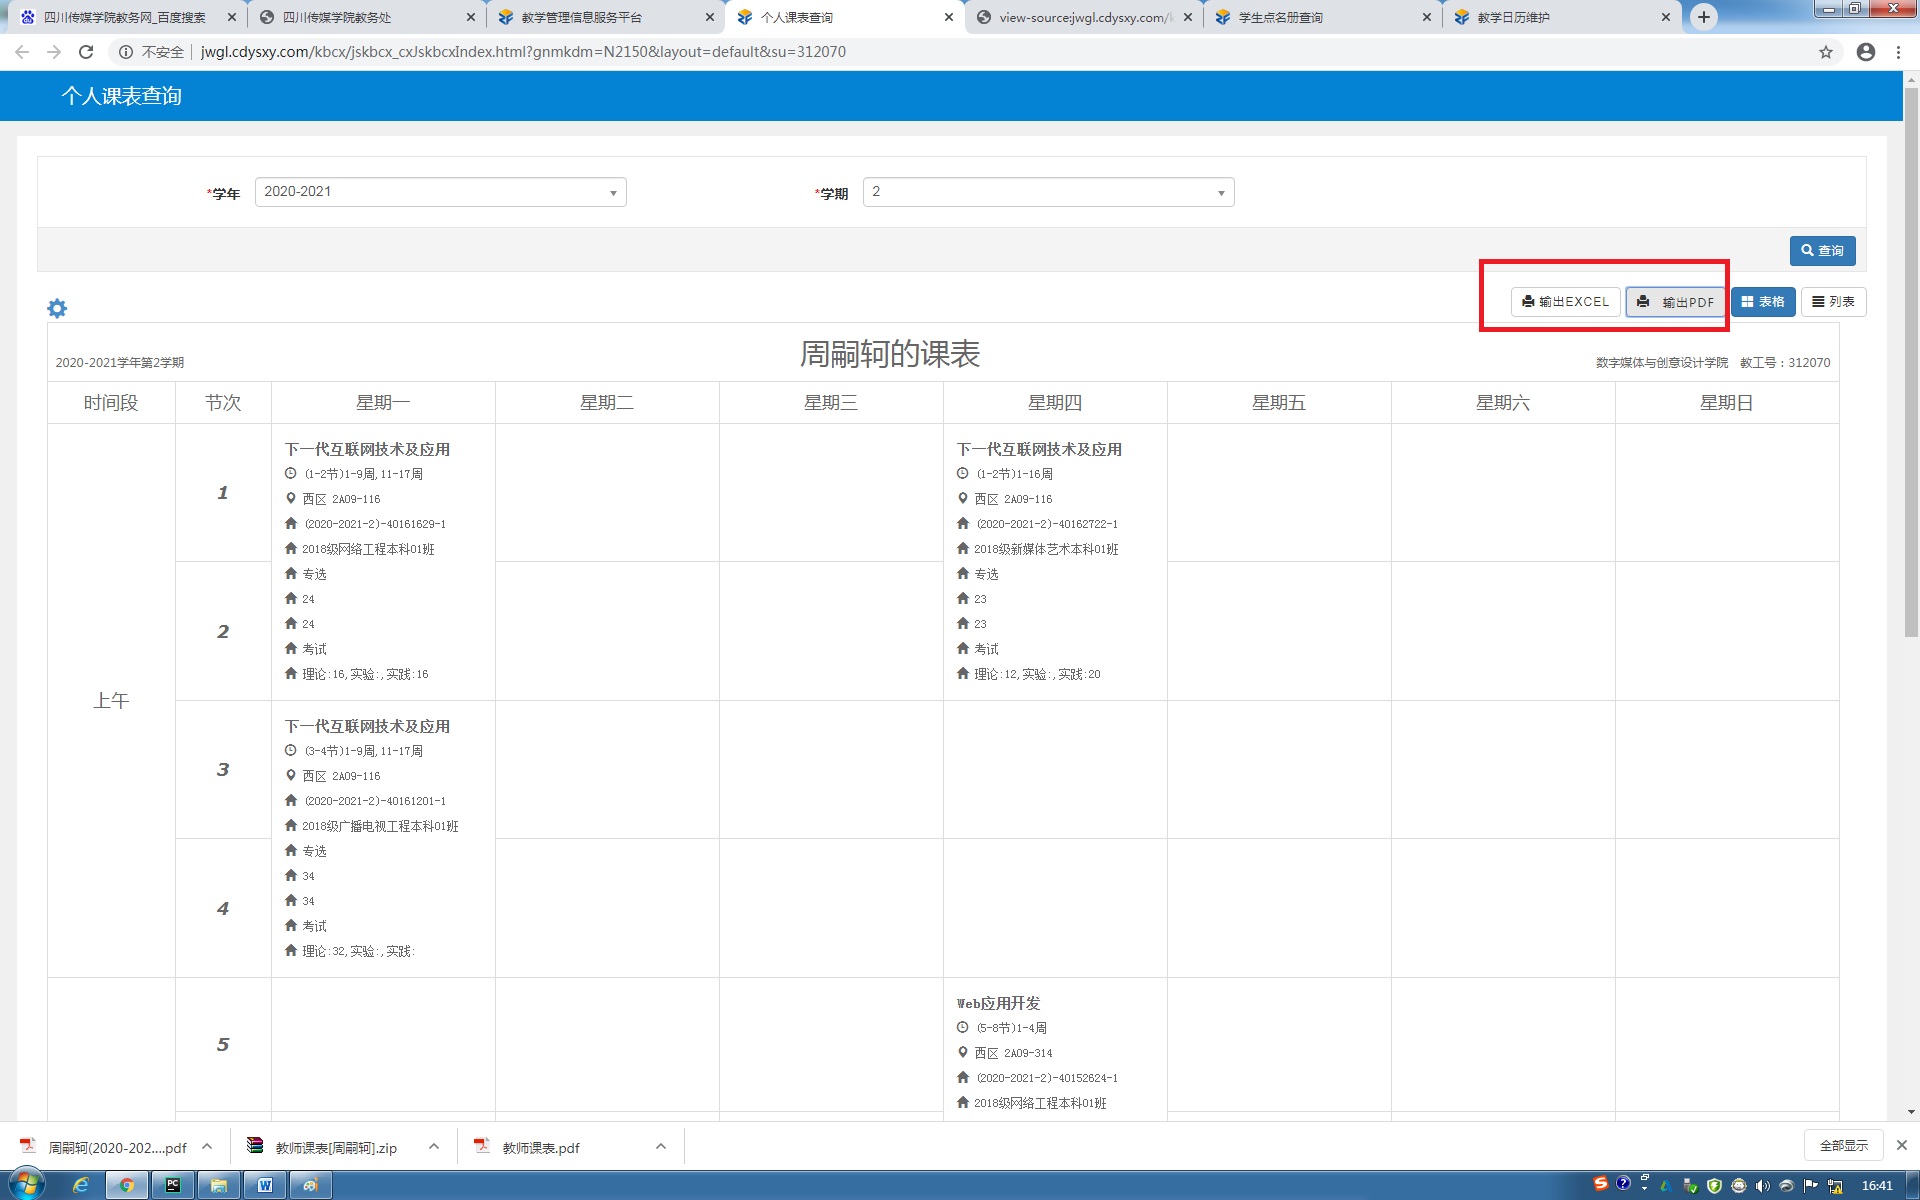 四川传媒学院教务网_百度搜索
四川传媒学院教务处
教学管理信息服务平台
个人课表查询
view-source:jwgl.cdysxy.com/
学生点名册查询
教学日历维护
不安全 jwgl.cdysxy.com/kbcx/jskbcx_cxJskbcxIndex.html?gnmkdm=N2150&layout=default&su=312070
个人课表查询
*学年 2020-2021 *学期 2
查询
输出EXCEL 输出PDF 表格 列表
2020-2021学年第2学期 周嗣轲的课表 数字媒体与创意设计学院 教工号：312070
时间段 节次 星期一 星期二 星期三 星期四 星期五 星期六 星期日
上午
1
2
下一代互联网技术及应用
(1-2节)1-9周,11-17周
西区 2A09-116
(2020-2021-2)-40161629-1
2018级网络工程本科01班
专选
24
24
考试
理论:16,实验:,实践:16
下一代互联网技术及应用
(1-2节)1-16周
西区 2A09-116
(2020-2021-2)-40162722-1
2018级新媒体艺术本科01班
专选
23
23
考试
理论:12,实验:,实践:20
3
4
下一代互联网技术及应用
(3-4节)1-9周,11-17周
西区 2A09-116
(2020-2021-2)-40161201-1
2018级广播电视工程本科01班
专选
34
34
考试
理论:32,实验:,实践:
5
Web应用开发
(5-8节)1-4周
西区 2A09-314
(2020-2021-2)-40152624-1
2018级网络工程本科01班
周嗣轲(2020-202....pdf
教师课表[周嗣轲].zip
教师课表.pdf
全部显示
16:41